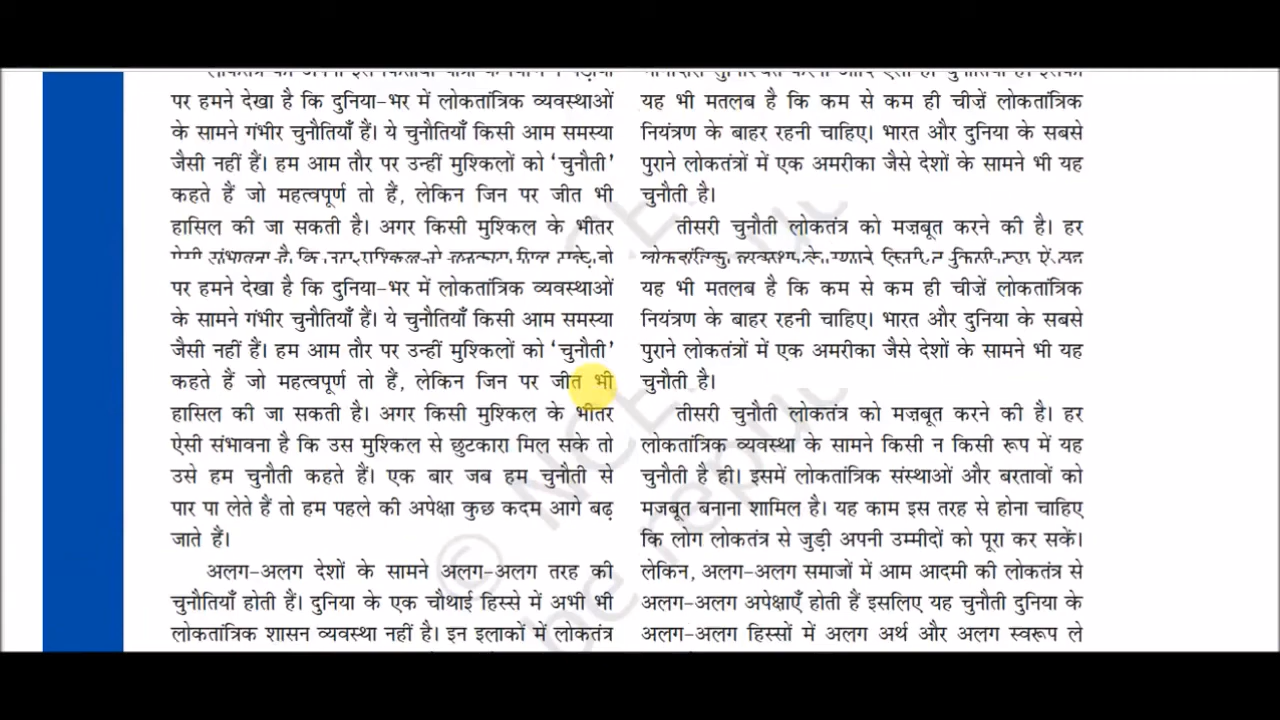 पर हमने देखा है कि दुनिया-भर में लोकतांत्रिक व्यवस्थाओं
के सामने गंभीर चुनौतियाँ हैं। ये चुनौतियाँ किसी आम समस्या
जैसी नहीं हैं। हम आम तौर पर उन्हीं मुश्किलों को ‘चुनौती’
कहते हैं जो महत्वपूर्ण तो हैं, लेकिन जिन पर जीत भी
हासिल की जा सकती है। अगर किसी मुश्किल के भीतर
पर हमने देखा है कि दुनिया-भर में लोकतांत्रिक व्यवस्थाओं
के सामने गंभीर चुनौतियाँ हैं। ये चुनौतियाँ किसी आम समस्या
जैसी नहीं हैं। हम आम तौर पर उन्हीं मुश्किलों को ‘चुनौती’
कहते हैं जो महत्वपूर्ण तो हैं, लेकिन जिन पर जीत भी
हासिल की जा सकती है। अगर किसी मुश्किल के भीतर
ऐसी संभावना है कि उस मुश्किल से छुटकारा मिल सके तो
उसे हम चुनौती कहते हैं। एक बार जब हम चुनौती से
पार पा लेते हैं तो हम पहले की अपेक्षा कुछ कदम आगे बढ़
जाते हैं।
अलग-अलग देशों के सामने अलग-अलग तरह की
चुनौतियाँ होती हैं। दुनिया के एक चौथाई हिस्से में अभी भी
लोकतांत्रिक शासन व्यवस्था नहीं है। इन इलाकों में लोकतंत्र
यह भी मतलब है कि कम से कम ही चीज़ें लोकतांत्रिक
नियंत्रण के बाहर रहनी चाहिए। भारत और दुनिया के सबसे
पुराने लोकतंत्रों में एक अमरीका जैसे देशों के सामने भी यह
चुनौती है।
तीसरी चुनौती लोकतंत्र को मज़बूत करने की है। हर
यह भी मतलब है कि कम से कम ही चीज़ें लोकतांत्रिक
नियंत्रण के बाहर रहनी चाहिए। भारत और दुनिया के सबसे
पुराने लोकतंत्रों में एक अमरीका जैसे देशों के सामने भी यह
चुनौती है।
तीसरी चुनौती लोकतंत्र को मज़बूत करने की है। हर
लोकतांत्रिक व्यवस्था के सामने किसी न किसी रूप में यह
चुनौती है ही। इसमें लोकतांत्रिक संस्थाओं और बरतावों को
मजबूत बनाना शामिल है। यह काम इस तरह से होना चाहिए
कि लोग लोकतंत्र से जुड़ी अपनी उम्मीदों को पूरा कर सकें।
लेकिन, अलग-अलग समाजों में आम आदमी की लोकतंत्र से
अलग-अलग अपेक्षाएँ होती हैं इसलिए यह चुनौती दुनिया के
अलग-अलग हिस्सों में अलग अर्थ और अलग स्वरूप ले